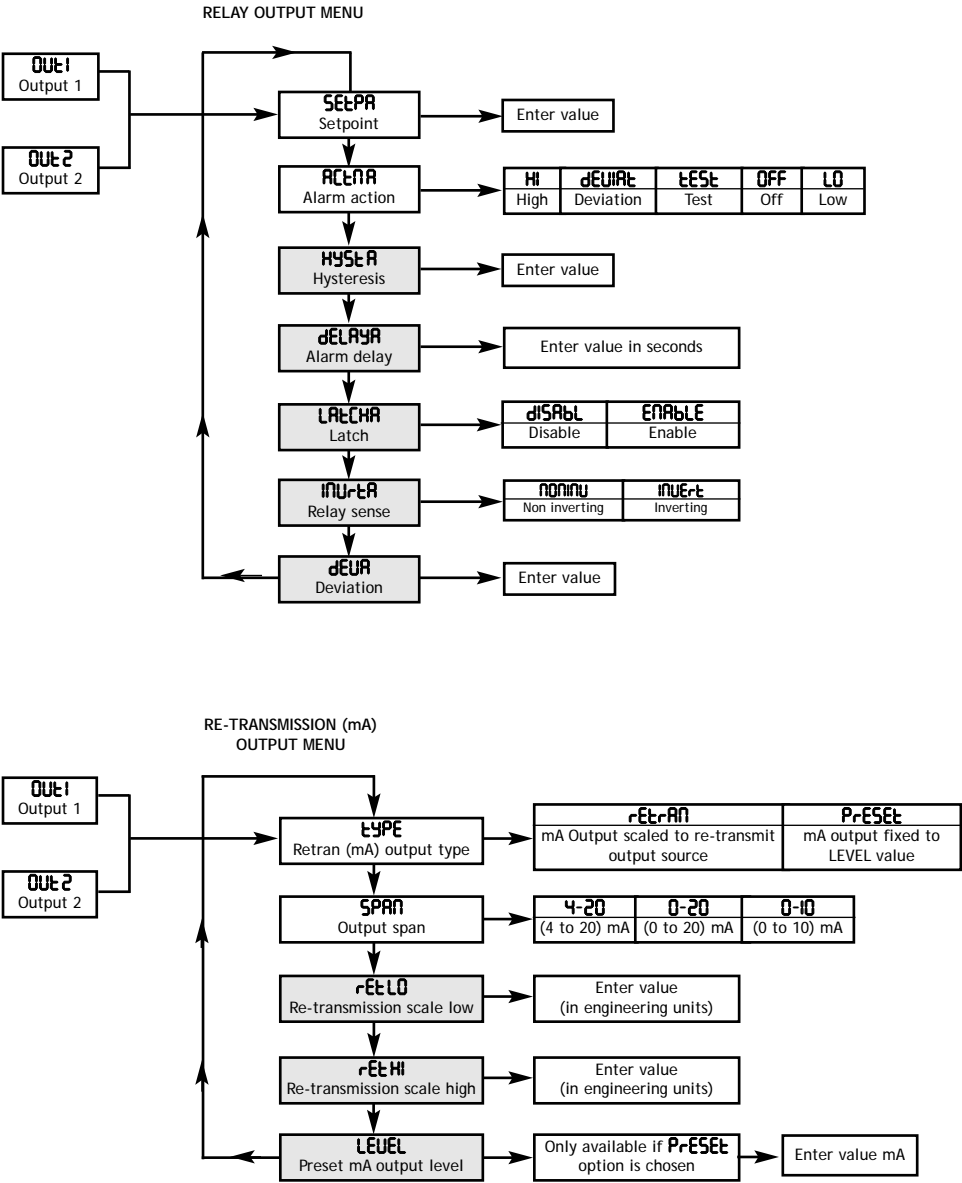 RELAY OUTPUT MENU
OUt1
Output 1
OUt2
Output 2
SEtPA
Setpoint
Enter value
ACtNA
Alarm action
HI
High
dEVIAt
Deviation
tESt
Test
OFF
Off
LO
Low
HYStA
Hysteresis
Enter value
dELAYA
Alarm delay
Enter value in seconds
LAtCHA
Latch
dISAbL
Disable
ENAbLE
Enable
INVrtA
Relay sense
NONINV
Non inverting
INVErt
Inverting
dEVA
Deviation
Enter value
RE-TRANSMISSION (mA)
OUTPUT MENU
OUt1
Output 1
OUt2
Output 2
tYPE
Retran (mA) output type
rEtrAN
mA Output scaled to re-transmit
output source
PrESEt
mA output fixed to
LEVEL value
SPAN
Output span
4-20
(4 to 20) mA
0-20
(0 to 20) mA
0-10
(0 to 10) mA
rEt LO
Re-transmission scale low
Enter value
(in engineering units)
rEt HI
Re-transmission scale high
Enter value
(in engineering units)
LEVEL
Preset mA output level
Only available if PrESEt
option is chosen
Enter value mA